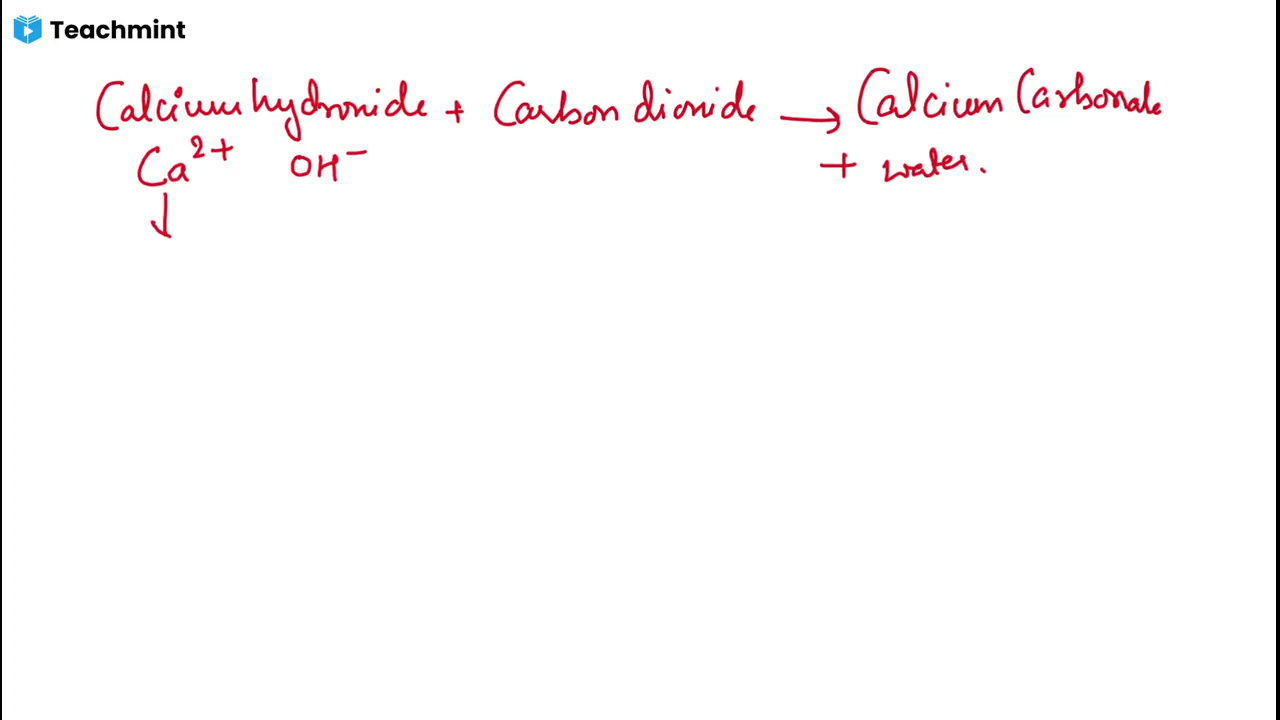 Teachmint
Calcium hydroxide + Carbon dioxide → Calcium Carbonate
Ca²⁺ OH⁻ + water.
↓